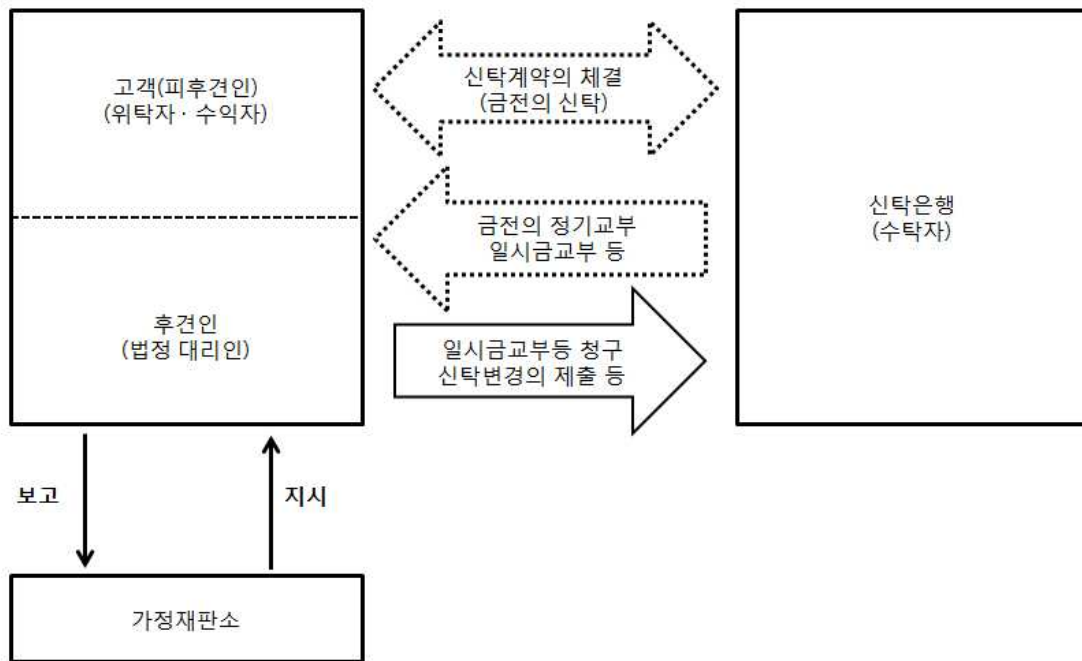 고객(피후견인)
(위탁자 · 수익자)
신탁계약의 체결
(금전의 신탁)
금전의 정기교부
일시금교부 등
신탁은행
(수탁자)
후견인
(법정 대리인)
일시금교부등 청구
신탁변경의 제출 등
보고
지시
가정재판소